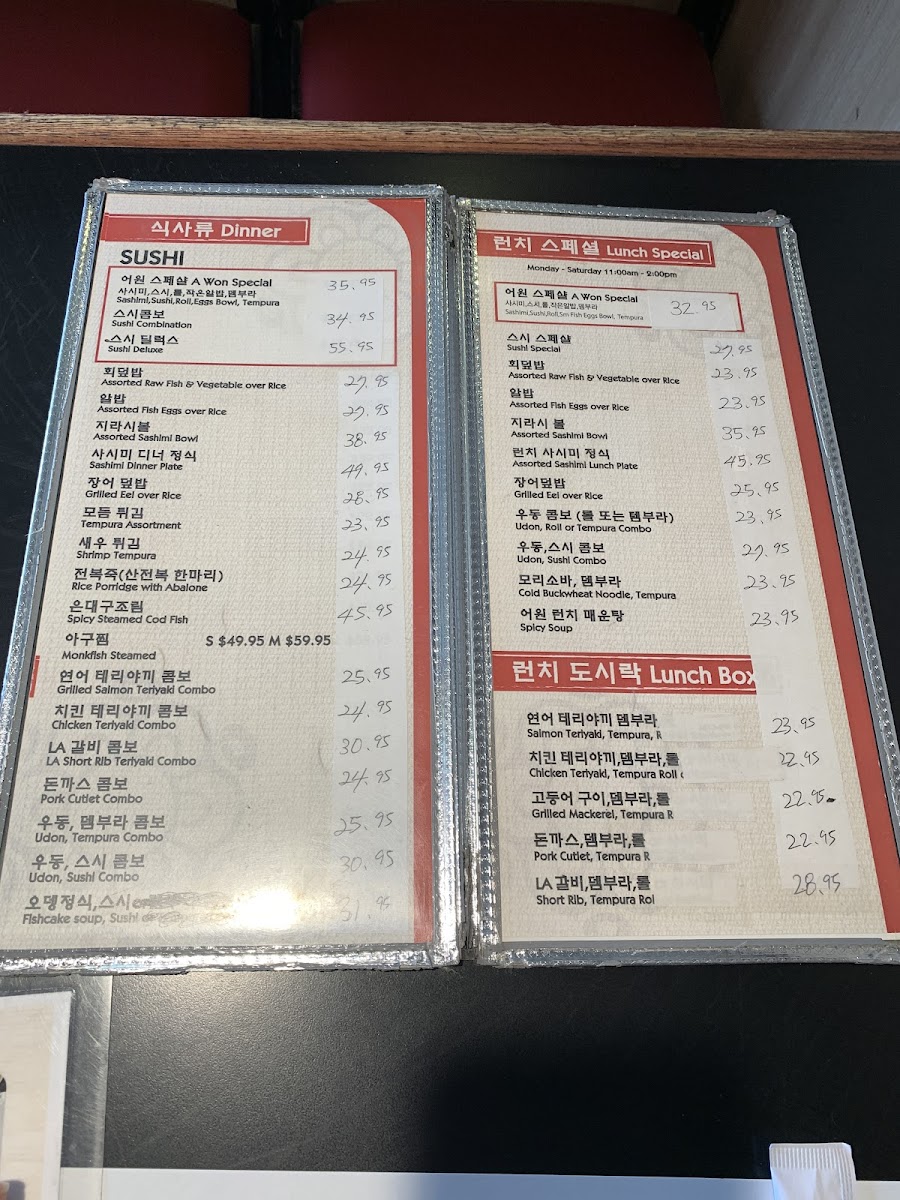 식사류 Dinner
SUSHI
어원 스페샬 A Won Special 35.95
사시미,스시,롤,작은알밥,뎀부라
Sashimi,Sushi,Roll,Eggs Bowl, Tempura
스시콤보 34.95
Sushi Combination
스시 딜럭스 55.95
Sushi Deluxe
회덮밥 27.95
Assorted Raw Fish & Vegetable over Rice
알밥 27.95
Assorted Fish Eggs over Rice
지라시볼 38.95
Assorted Sashimi Bowl
사시미 디너 정식 49.95
Sashimi Dinner Plate
장어 덮밥 28.95
Grilled Eel over Rice
모듬 튀김 23.95
Tempura Assortment
새우 튀김 24.95
Shrimp Tempura
전복죽(산전복 한마리) 24.95
Rice Porridge with Abalone
은대구조림 45.95
Spicy Steamed Cod Fish
아구찜 S $49.95 M $59.95
Monkfish Steamed
연어 테리야끼 콤보 25.95
Grilled Salmon Teriyaki Combo
치킨 테리야끼 콤보 24.95
Chicken Teriyaki Combo
LA 갈비 콤보 30.95
LA Short Rib Teriyaki Combo
돈까스 콤보 24.95
Pork Cutlet Combo
우동, 뎀부라 콤보 25.95
Udon, Tempura Combo
우동, 스시 콤보 30.95
Udon, Sushi Combo
오뎅정식,스시 31.95
Fishcake soup, Sushi or
런치 스페셜 Lunch Special
Monday - Saturday 11:00am - 2:00pm
어원 스페샬 A Won Special 32.95
사시미,스시,롤,작은알밥,뎀부라
Sashimi,Sushi,Roll,Sm Fish Eggs Bowl, Tempura
스시 스페샬 27.95
Sushi Special
회덮밥 23.95
Assorted Raw Fish & Vegetable over Rice
알밥 23.95
Assorted Fish Eggs over Rice
지라시 볼 35.95
Assorted Sashimi Bowl
런치 사시미 정식 45.95
Assorted Sashimi Lunch Plate
장어덮밥 25.95
Grilled Eel over Rice
우동 콤보 (롤 또는 뎀부라) 23.95
Udon, Roll or Tempura Combo
우동,스시 콤보 27.95
Udon, Sushi Combo
모리소바, 뎀부라 23.95
Cold Buckwheat Noodle, Tempura
어원 런치 매운탕 23.95
Spicy Soup
런치 도시락 Lunch Box
연어 테리야끼 뎀부라 23.95
Salmon Teriyaki, Tempura, R
치킨 테리야끼,뎀부라,롤 22.95
Chicken Teriyaki, Tempura Roll
고등어 구이,뎀부라,롤 22.95
Grilled Mackerel, Tempura R
돈까스,뎀부라,롤 22.95
Pork Cutlet, Tempura R
LA 갈비,뎀부라,롤 28.95
Short Rib, Tempura Rol